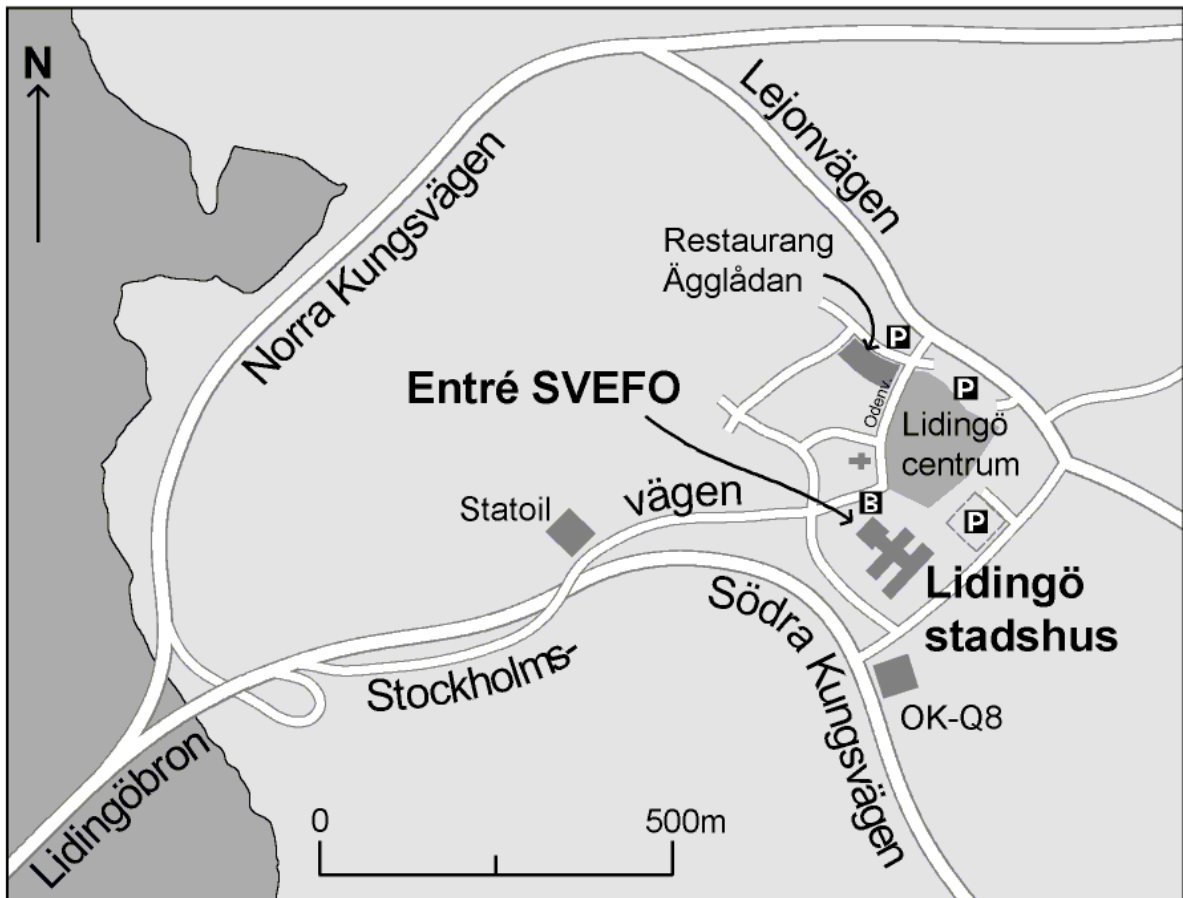 N
Norra Kungsvägen
Lejonvägen
Restaurang
Ägglådan
P
Entré SVEFO
Odenv.
P
Lidingö
centrum
vägen
Statoil
B
P
Lidingö
stadshus
Södra Kungsvägen
Stockholms-
OK-Q8
Lidingöbron
0
500m